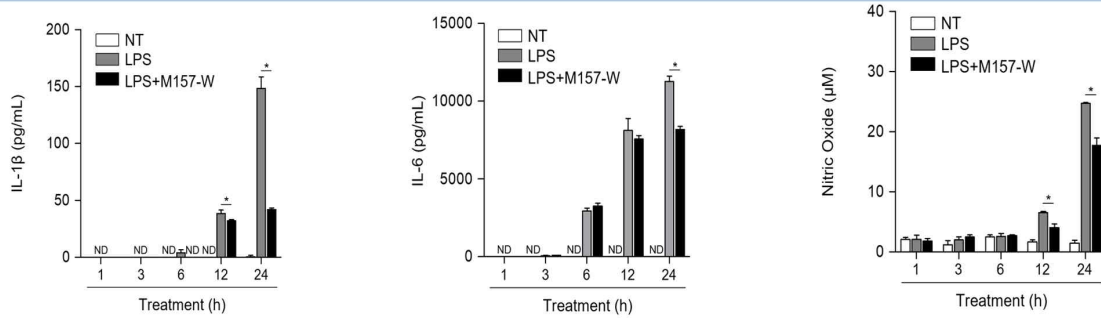 IL-1β (pg/mL)
200
150
100
50
0
NT
LPS
LPS+M157-W
*
*
ND ND ND ND ND
1 3 6 12 24
Treatment (h)
IL-6 (pg/mL)
15000
10000
5000
0
NT
LPS
LPS+M157-W
*
ND ND ND ND ND
1 3 6 12 24
Treatment (h)
Nitric Oxide (µM)
40
30
20
10
0
NT
LPS
LPS+M157-W
*
*
1 3 6 12 24
Treatment (h)